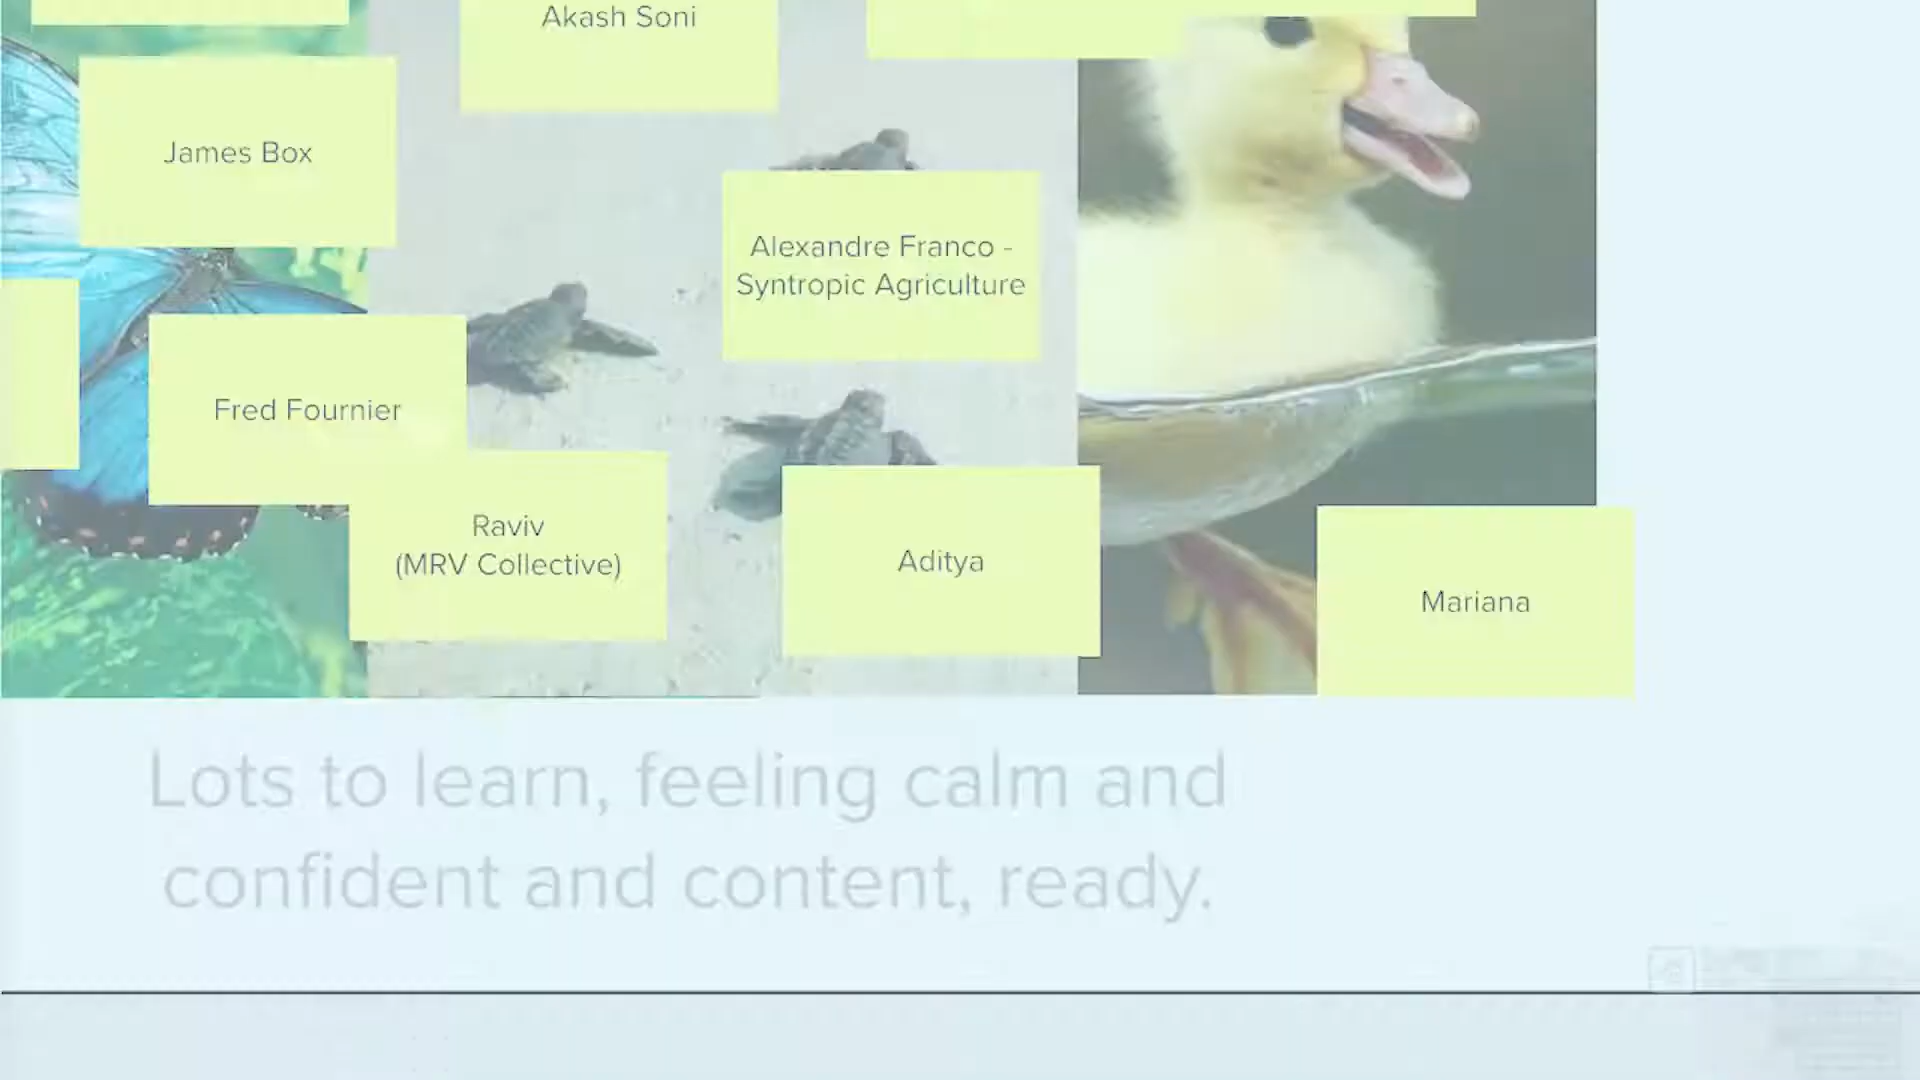 Akash Soni
James Box
Alexandre Franco -
Syntropic Agriculture
Fred Fournier
Raviv
(MRV Collective)
Aditya
Mariana
Lots to learn, feeling calm and
confident and content, ready.